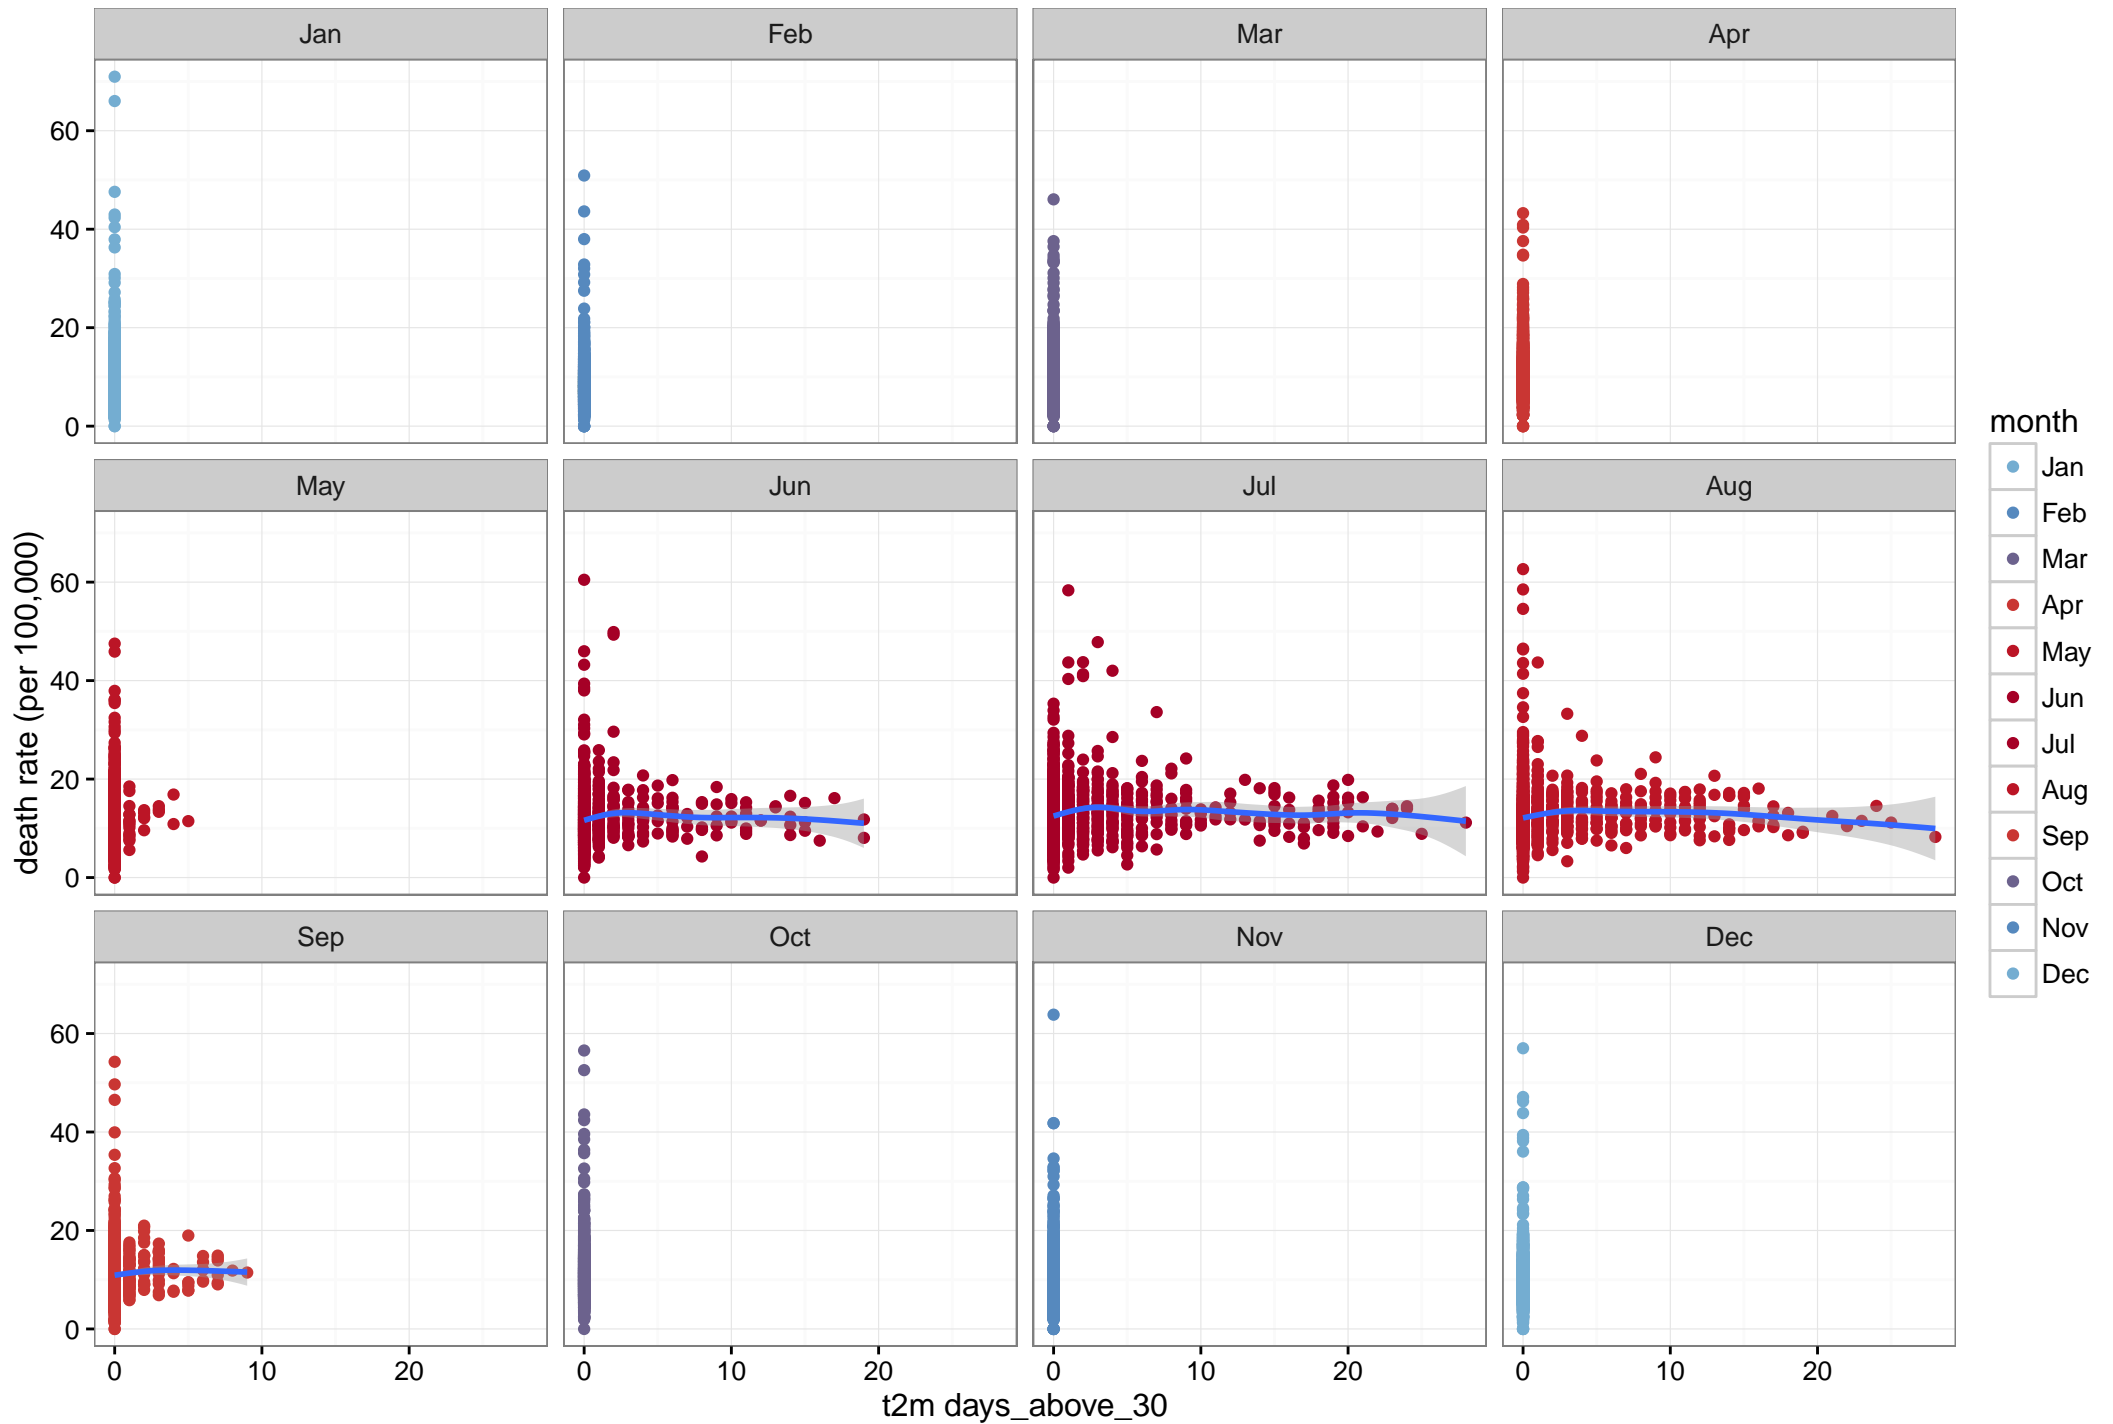 Jan Feb Mar Apr
60
40
20
0
May Jun Jul Aug
60
40
20
0
Sep Oct Nov Dec
60
40
20
0
0 10 20 0 10 20 0 10 20 0 10 20
t2m days_above_30
death rate (per 100,000)
month
Jan
Feb
Mar
Apr
May
Jun
Jul
Aug
Sep
Oct
Nov
Dec